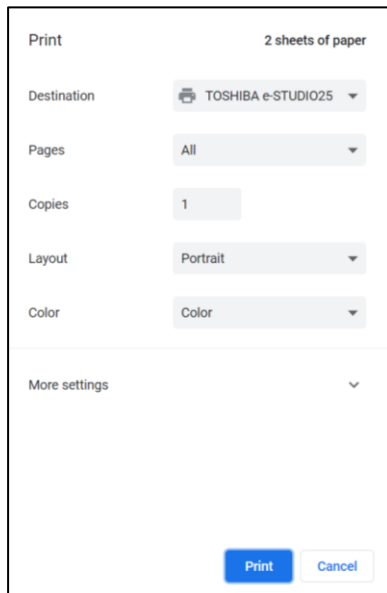 Print 2 sheets of paper
Destination TOSHIBA e-STUDIO25
Pages All
Copies 1
Layout Portrait
Color Color
More settings
Print Cancel